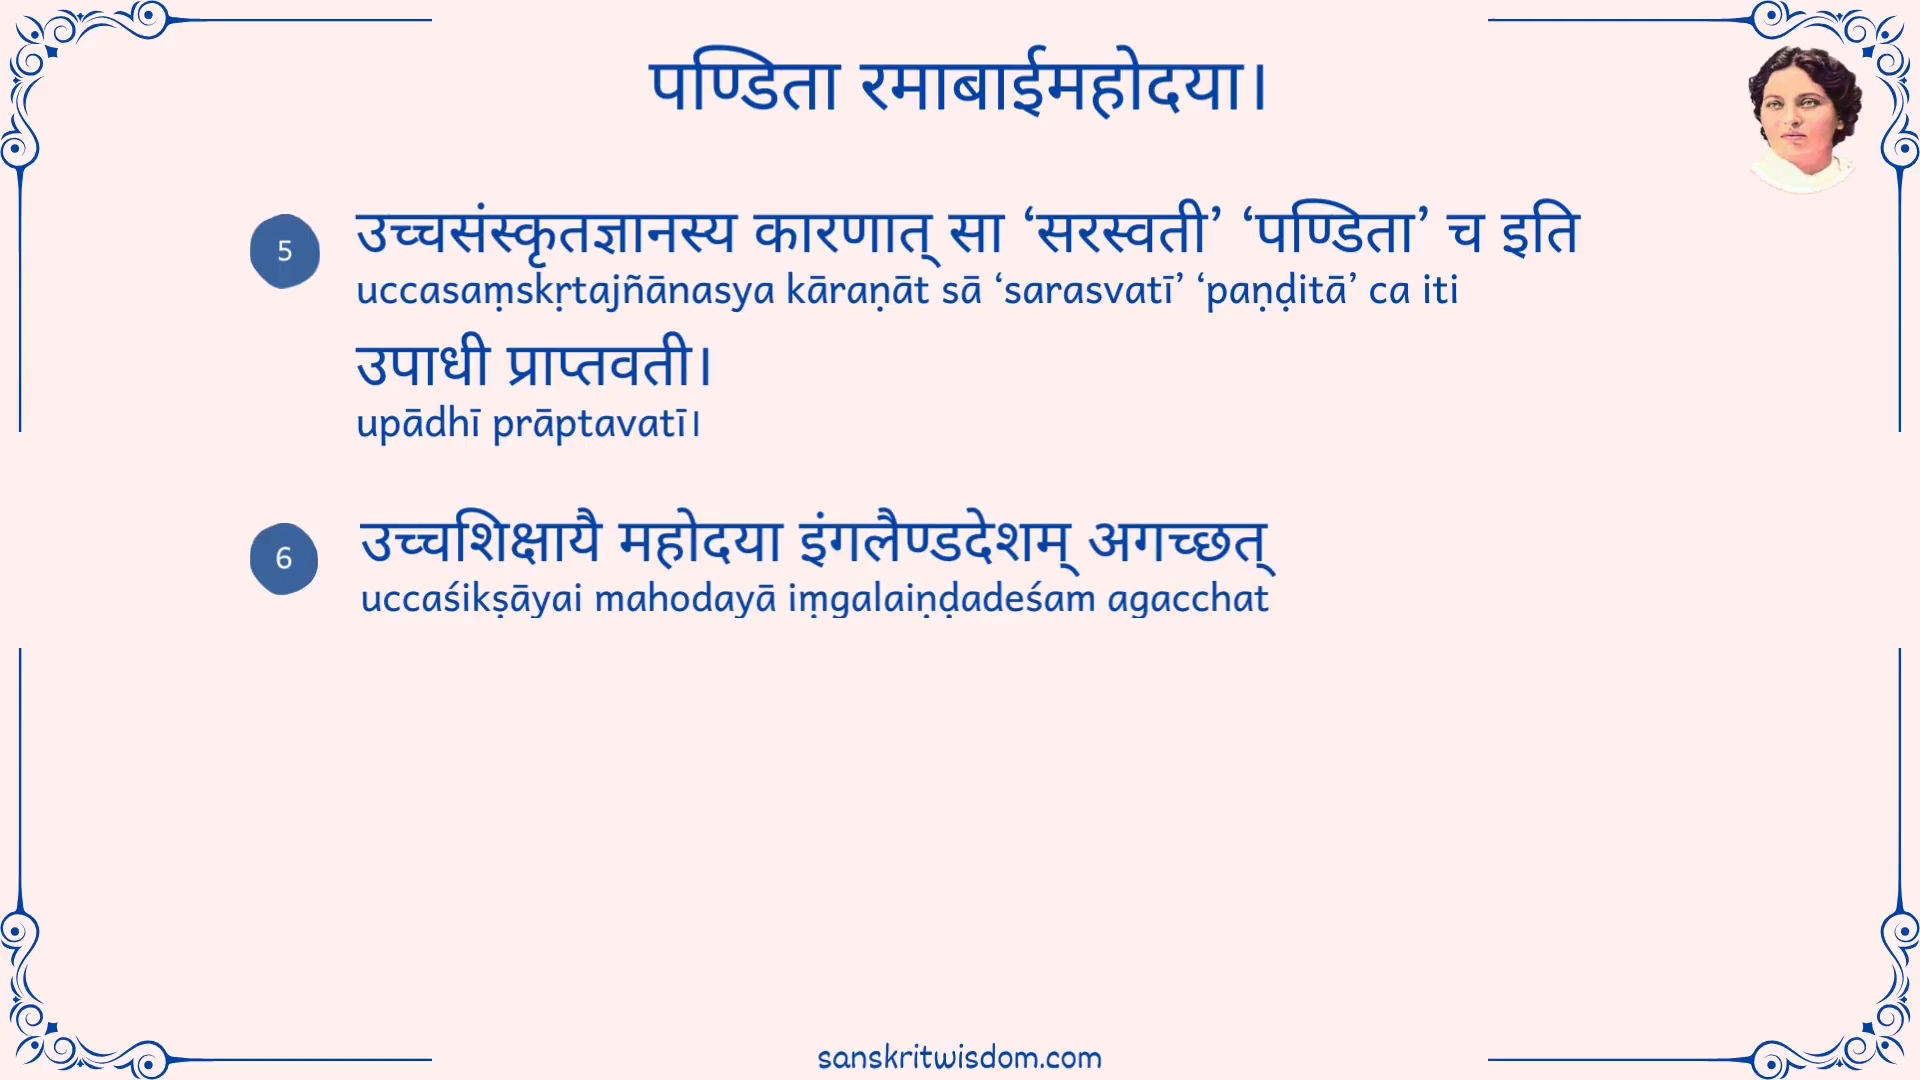 पण्डिता रमाबाईमहोदया।
5
उच्चसंस्कृतज्ञानस्य कारणात् सा ‘सरस्वती’ ‘पण्डिता’ च इति
uccasaṃskṛtajñānasya kāraṇāt sā ‘sarasvatī’ ‘paṇḍitā’ ca iti
उपाधी प्राप्तवती।
upādhī prāptavatī।
6
उच्चशिक्षायै महोदया इंगलैण्डदेशम् अगच्छत्
uccaśikṣāyai mahodayā iṃgalaiṇḍadeśam agacchat
sanskritwisdom.com